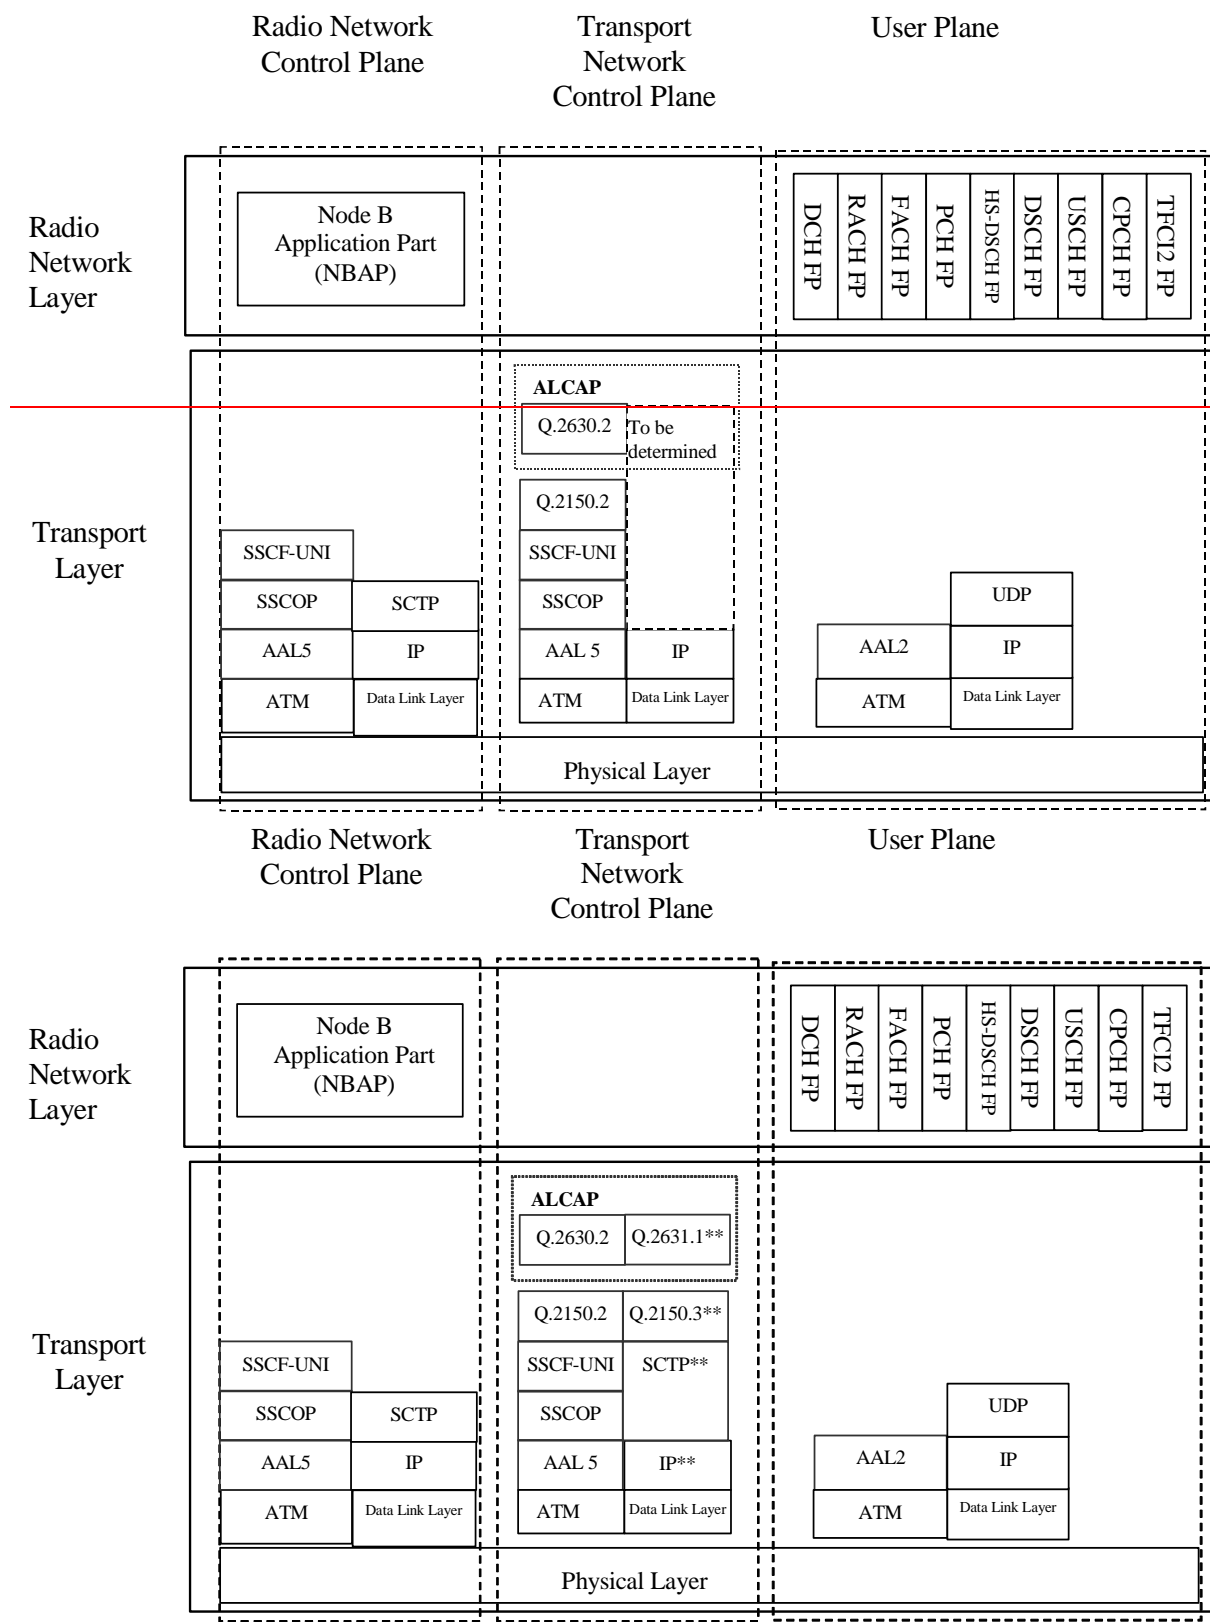 Radio Network
Control Plane
Transport
Network
Control Plane
User Plane
Radio
Network
Layer
Node B
Application Part
(NBAP)
DCH FP
RACH FP
FACH FP
PCH FP
HS-DSCH FP
DSCH FP
USCH FP
CPCH FP
TFCI2 FP
Transport
Layer
ALCAP
Q.2630.2
To be
determined
Q.2150.2
SSCF-UNI
SSCF-UNI
SSCOP
SCTP
SSCOP
UDP
AAL5
IP
AAL 5
IP
AAL2
IP
ATM
Data Link Layer
ATM
Data Link Layer
ATM
Data Link Layer
Physical Layer
Radio Network
Control Plane
Transport
Network
Control Plane
User Plane
Radio
Network
Layer
Node B
Application Part
(NBAP)
DCH FP
RACH FP
FACH FP
PCH FP
HS-DSCH FP
DSCH FP
USCH FP
CPCH FP
TFCI2 FP
Transport
Layer
ALCAP
Q.2630.2
Q.2631.1**
Q.2150.2
Q.2150.3**
SSCF-UNI
SSCF-UNI
SCTP**
SSCOP
SCTP
SSCOP
UDP
AAL5
IP
AAL 5
IP**
AAL2
IP
ATM
Data Link Layer
ATM
Data Link Layer
ATM
Data Link Layer
Physical Layer